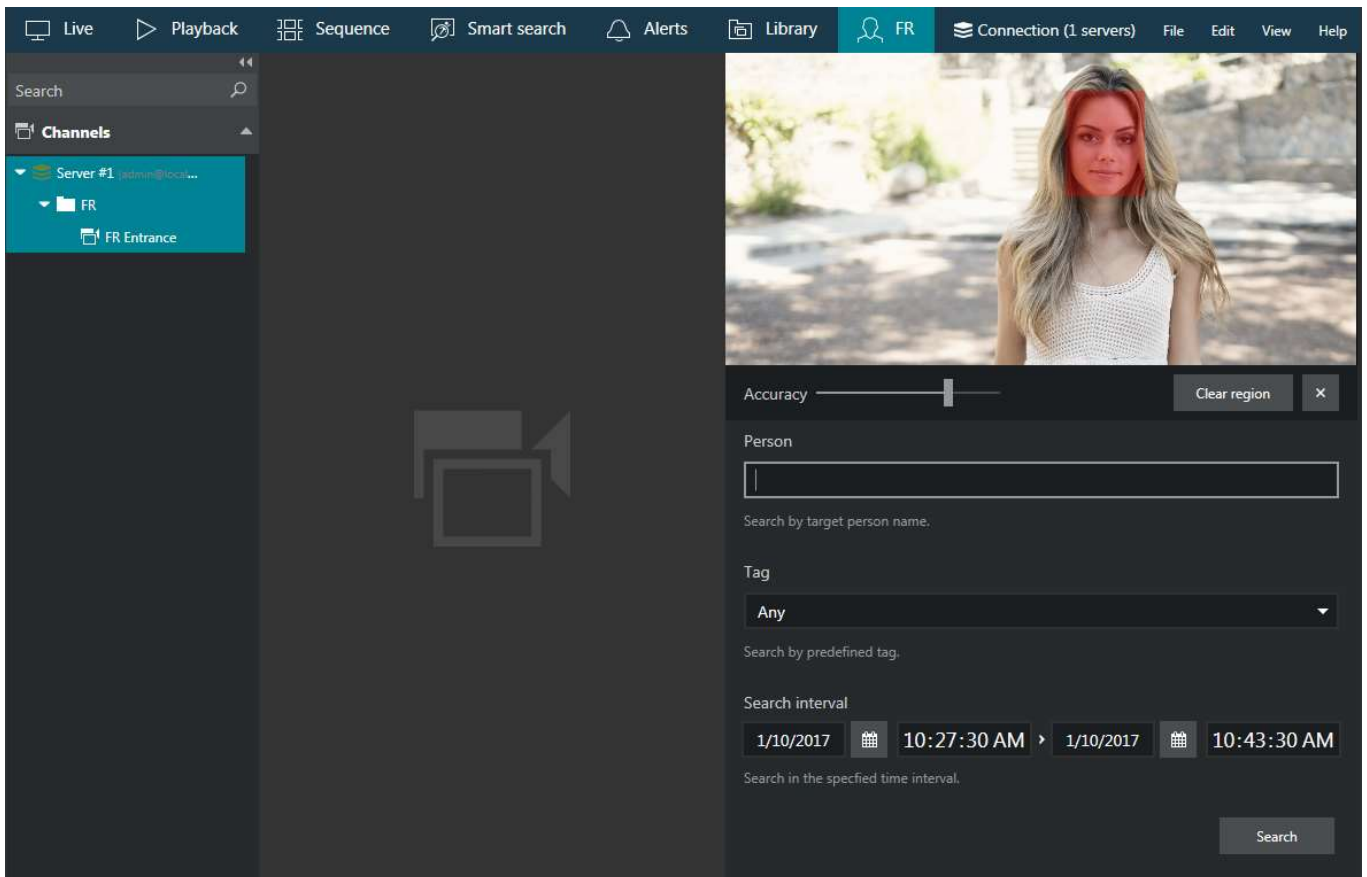 Live Playback Sequence Smart search Alerts Library FR Connection (1 servers) File Edit View Help
Search
Channels
Server #1 (admin@local...
FR
FR Entrance
Accuracy Clear region ×
Person
Search by target person name.
Tag
Any
Search by predefined tag.
Search interval
1/10/2017 10:27:30 AM › 1/10/2017 10:43:30 AM
Search in the specfied time interval.
Search